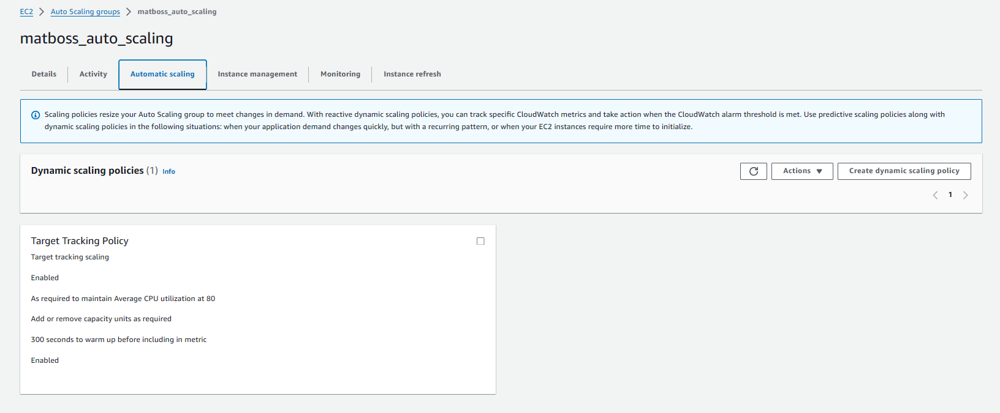 EC2 > Auto Scaling groups > matboss_auto_scaling
matboss_auto_scaling
Details Activity Automatic scaling Instance management Monitoring Instance refresh
Scaling policies resize your Auto Scaling group to meet changes in demand. With reactive dynamic scaling policies, you can track specific CloudWatch metrics and take action when the CloudWatch alarm threshold is met. Use predictive scaling policies along with
dynamic scaling policies in the following situations: when your application demand changes quickly, but with a recurring pattern, or when your EC2 instances require more time to initialize.
Dynamic scaling policies (1) Info Actions Create dynamic scaling policy
1
Target Tracking Policy
Target tracking scaling
Enabled
As required to maintain Average CPU utilization at 80
Add or remove capacity units as required
300 seconds to warm up before including in metric
Enabled